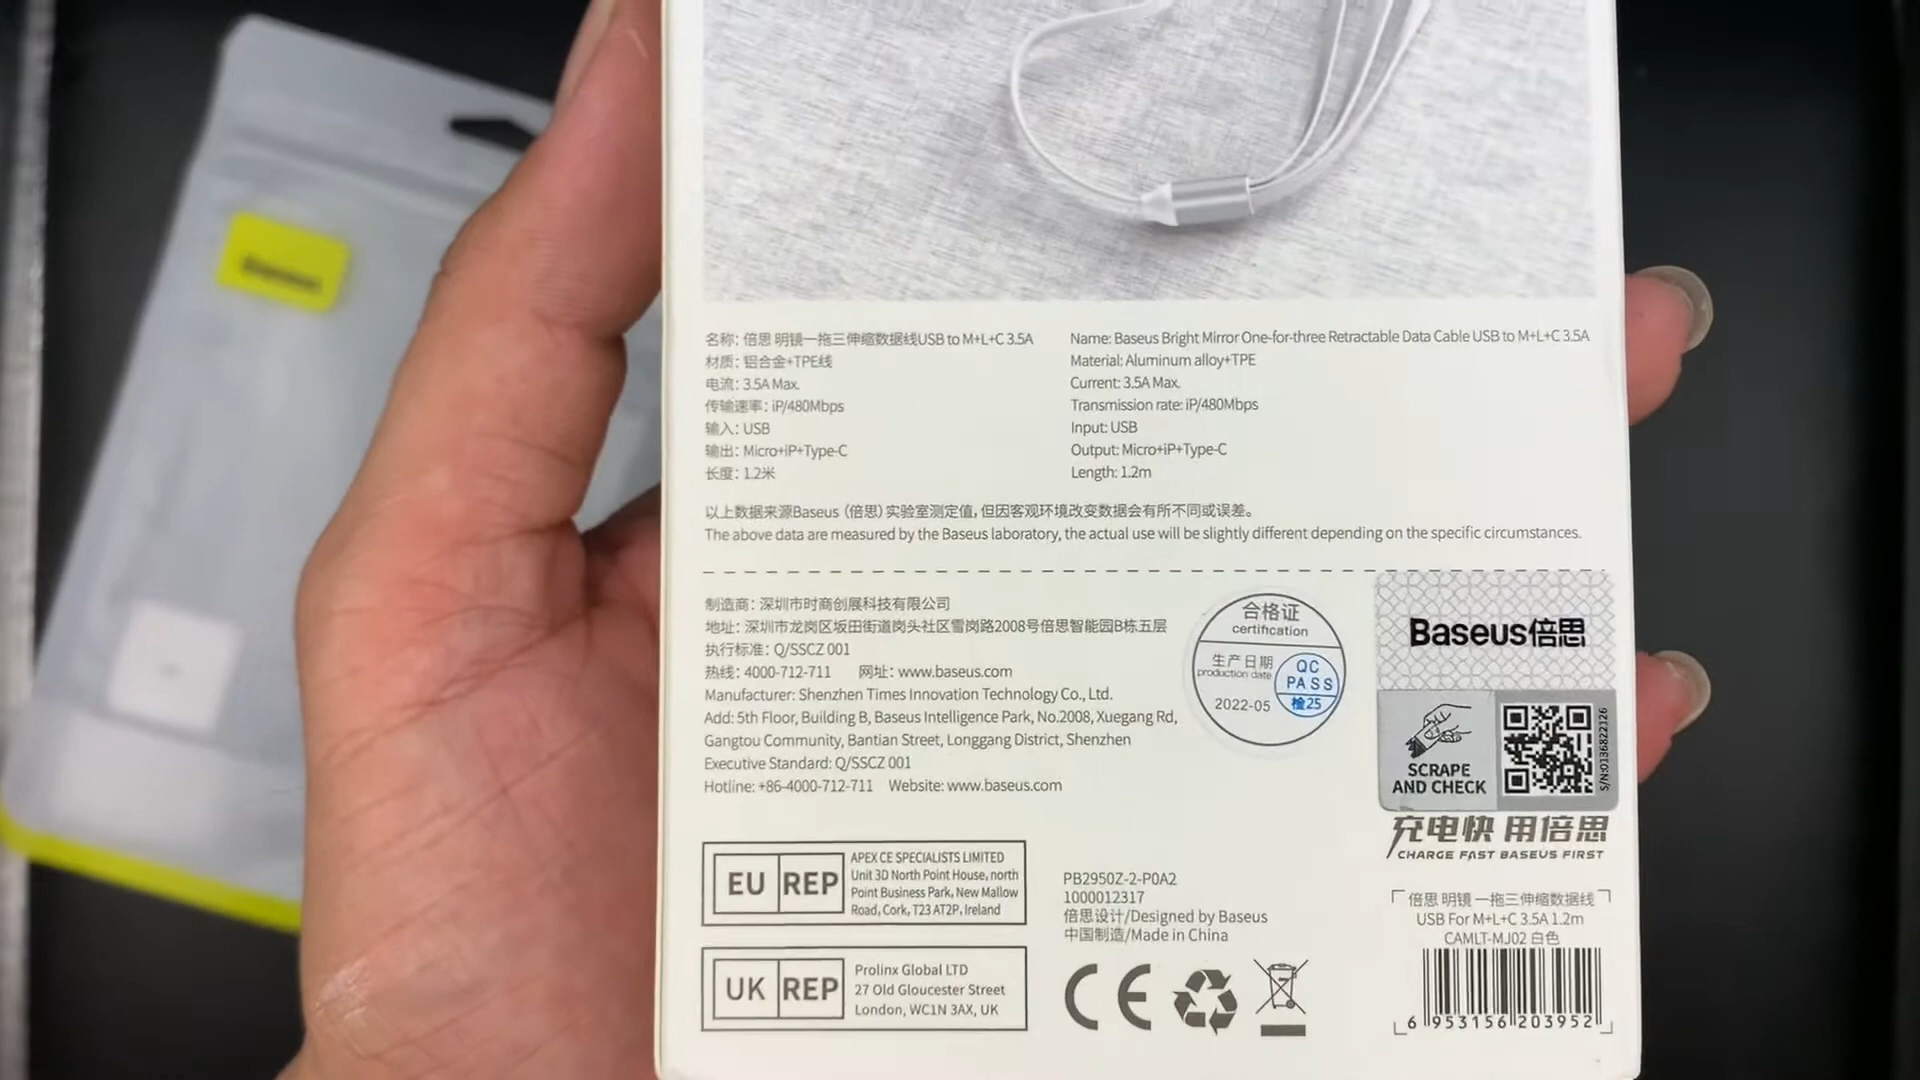 名称: 倍思 明镜一拖三伸缩数据线USB to M+L+C 3.5A
材质: 铝合金+TPE线
电流: 3.5A Max.
传输速率: iP/480Mbps
输入: USB
输出: Micro+iP+Type-C
长度: 1.2米
Name: Baseus Bright Mirror One-for-three Retractable Data Cable USB to M+L+C 3.5A
Material: Aluminum alloy+TPE
Current: 3.5A Max.
Transmission rate: iP/480Mbps
Input: USB
Output: Micro+iP+Type-C
Length: 1.2m
以上数据来源Baseus (倍思) 实验室测定值, 但因客观环境改变数据会有所不同或误差。
The above data are measured by the Baseus laboratory, the actual use will be slightly different depending on the specific circumstances.
制造商: 深圳市时商创展科技有限公司
地址: 深圳市龙岗区坂田街道岗头社区雪岗路2008号倍思智能园B栋五层
执行标准: Q/SSCZ 001
热线: 4000-712-711 网址: www.baseus.com
Manufacturer: Shenzhen Times Innovation Technology Co., Ltd.
Add: 5th Floor, Building B, Baseus Intelligence Park, No.2008, Xuegang Rd,
Gangtou Community, Bantian Street, Longgang District, Shenzhen
Executive Standard: Q/SSCZ 001
Hotline: +86-4000-712-711 Website: www.baseus.com
合格证
certification
生产日期
production date
2022-05
QC
PASS
检25
Baseus倍思
SCRAPE
AND CHECK
S/N:0136822126
充电快 用倍思
CHARGE FAST BASEUS FIRST
EU REP
APEX CE SPECIALISTS LIMITED
Unit 3D North Point House, north
Point Business Park, New Mallow
Road, Cork, T23 AT2P, Ireland
UK REP
Prolinx Global LTD
27 Old Gloucester Street
London, WC1N 3AX, UK
PB2950Z-2-P0A2
1000012317
倍思设计/Designed by Baseus
中国制造/Made in China
CE
倍思 明镜 一拖三伸缩数据线
USB For M+L+C 3.5A 1.2m
CAMLT-MJ02 白色
6 953156 203952
Baseus